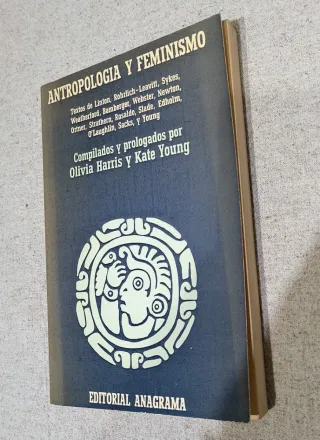 ANTROPOLOGIA Y FEMINISMO
Textos de Linton, Rohrlich-Leavitt, Sykes,
Weatherford, Bamberger, Webster, Newton,
Ortner, Strathern, Rosaldo, Slade, Edholm,
O'Laughlin, Sacks, y Young
Compilados y prologados por
Olivia Harris y Kate Young
EDITORIAL ANAGRAMA